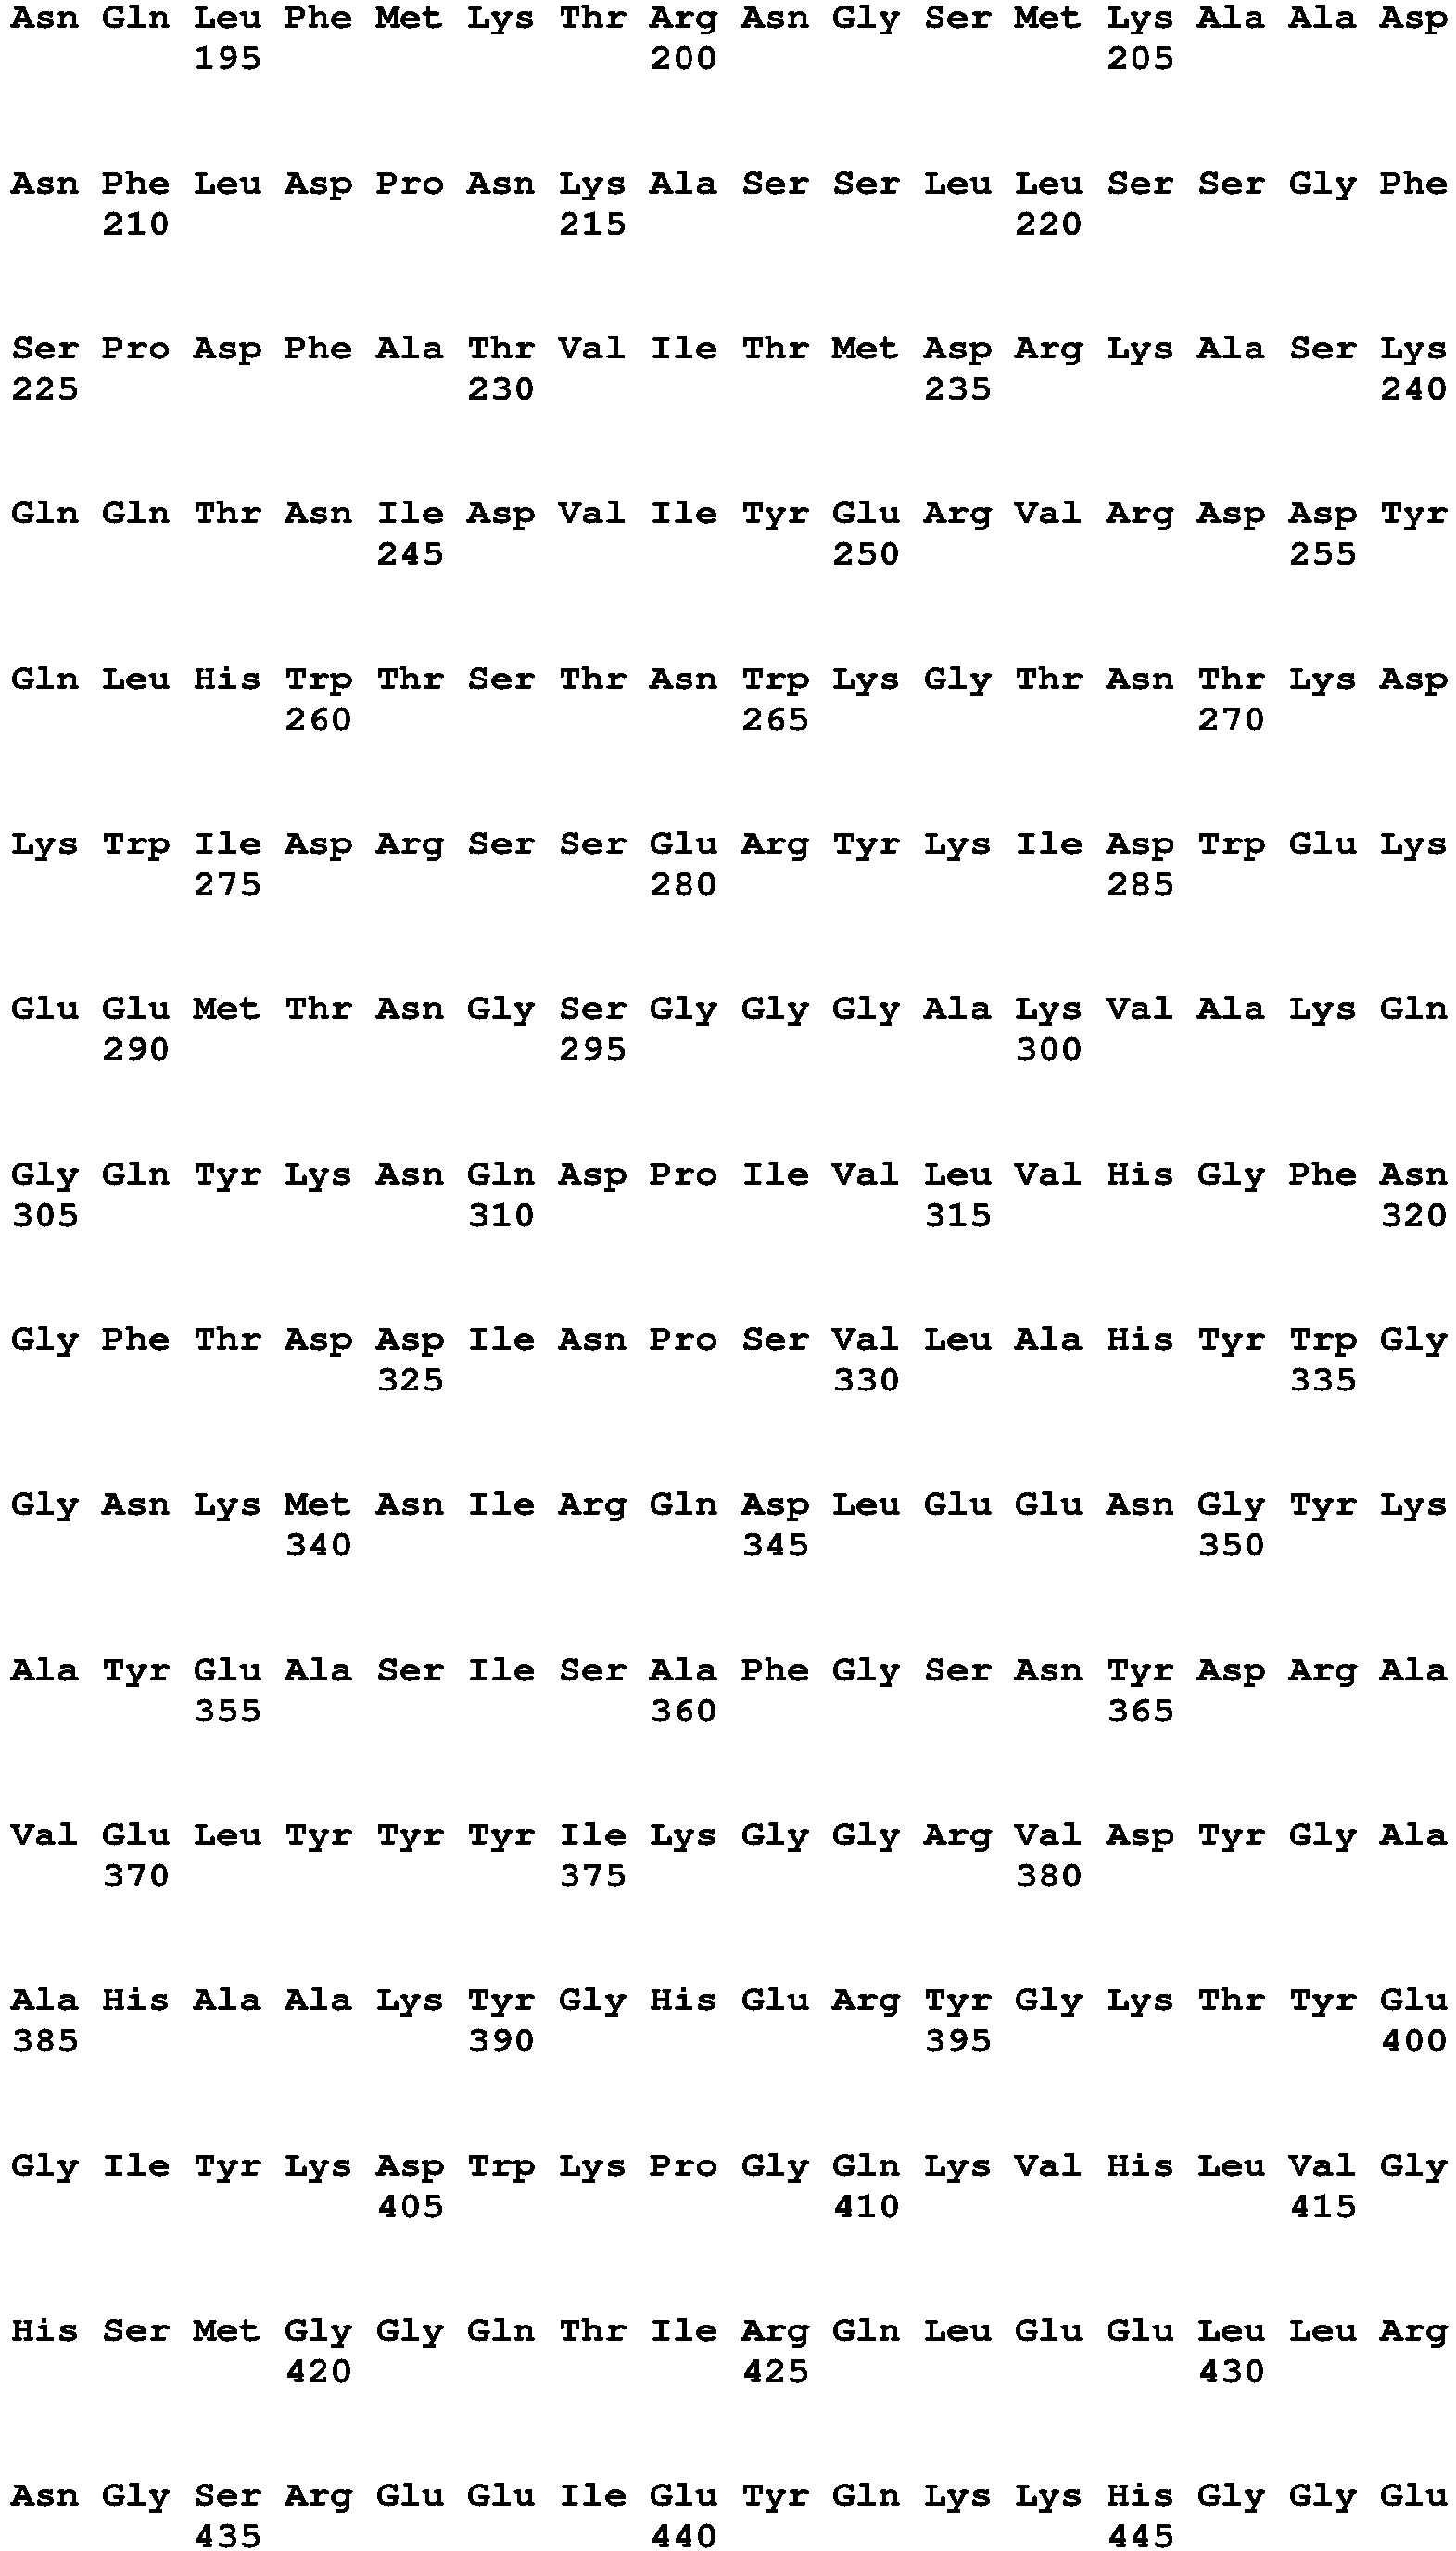 Asn Gln Leu Phe Met Lys Thr Arg Asn Gly Ser Met Lys Ala Ala Asp
195 200 205
Asn Phe Leu Asp Pro Asn Lys Ala Ser Ser Leu Leu Ser Ser Gly Phe
210 215 220
Ser Pro Asp Phe Ala Thr Val Ile Thr Met Asp Arg Lys Ala Ser Lys
225 230 235 240
Gln Gln Thr Asn Ile Asp Val Ile Tyr Glu Arg Val Arg Asp Asp Tyr
245 250 255
Gln Leu His Trp Thr Ser Thr Asn Trp Lys Gly Thr Asn Thr Lys Asp
260 265 270
Lys Trp Ile Asp Arg Ser Ser Glu Arg Tyr Lys Ile Asp Trp Glu Lys
275 280 285
Glu Glu Met Thr Asn Gly Ser Gly Gly Gly Ala Lys Val Ala Lys Gln
290 295 300
Gly Gln Tyr Lys Asn Gln Asp Pro Ile Val Leu Val His Gly Phe Asn
305 310 315 320
Gly Phe Thr Asp Asp Ile Asn Pro Ser Val Leu Ala His Tyr Trp Gly
325 330 335
Gly Asn Lys Met Asn Ile Arg Gln Asp Leu Glu Glu Asn Gly Tyr Lys
340 345 350
Ala Tyr Glu Ala Ser Ile Ser Ala Phe Gly Ser Asn Tyr Asp Arg Ala
355 360 365
Val Glu Leu Tyr Tyr Tyr Ile Lys Gly Gly Arg Val Asp Tyr Gly Ala
370 375 380
Ala His Ala Ala Lys Tyr Gly His Glu Arg Tyr Gly Lys Thr Tyr Glu
385 390 395 400
Gly Ile Tyr Lys Asp Trp Lys Pro Gly Gln Lys Val His Leu Val Gly
405 410 415
His Ser Met Gly Gly Gln Thr Ile Arg Gln Leu Glu Glu Leu Leu Arg
420 425 430
Asn Gly Ser Arg Glu Glu Ile Glu Tyr Gln Lys Lys His Gly Gly Glu
435 440 445